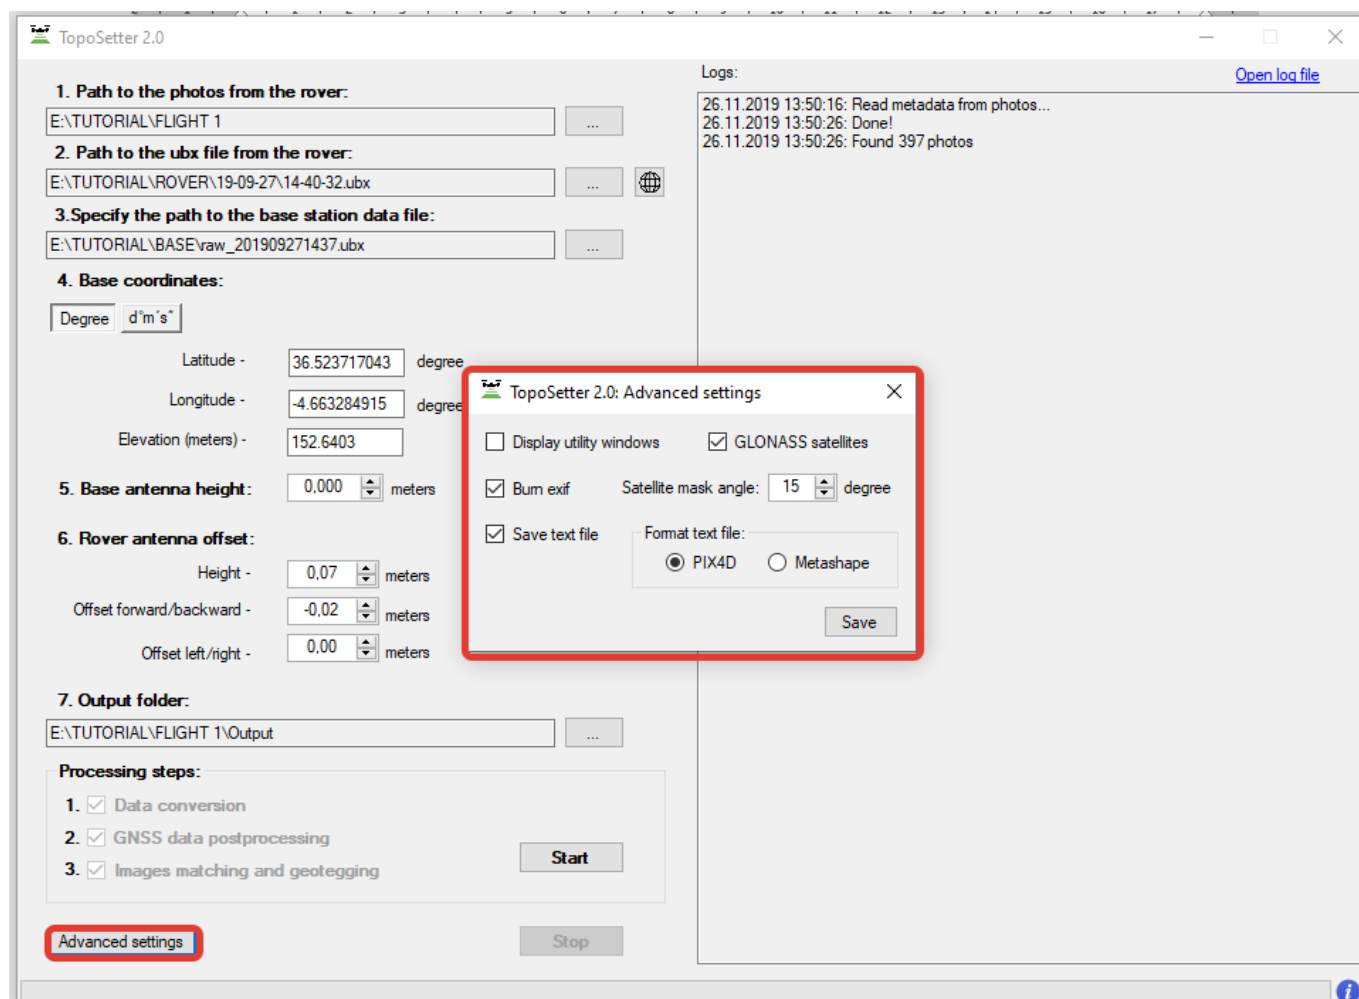 TopoSetter 2.0
Logs:
Open log file
1. Path to the photos from the rover:
E:\TUTORIAL\FLIGHT 1
...
2. Path to the ubx file from the rover:
E:\TUTORIAL\ROVER\19-09-27\14-40-32.ubx
...
3.Specify the path to the base station data file:
E:\TUTORIAL\BASE\raw_201909271437.ubx
...
26.11.2019 13:50:16: Read metadata from photos...
26.11.2019 13:50:26: Done!
26.11.2019 13:50:26: Found 397 photos
4. Base coordinates:
Degree d°m's"
Latitude - 36.523717043 degree
Longitude - -4.663284915 degree
Elevation (meters) - 152.6403
5. Base antenna height: 0,000 meters
6. Rover antenna offset:
Height - 0,07 meters
Offset forward/backward - -0,02 meters
Offset left/right - 0,00 meters
7. Output folder:
E:\TUTORIAL\FLIGHT 1\Output
...
Processing steps:
1. Data conversion
2. GNSS data postprocessing
3. Images matching and geotegging
Start
Advanced settings
Stop
TopoSetter 2.0: Advanced settings
Display utility windows GLONASS satellites
Burn exif Satellite mask angle: 15 degree
Save text file Format text file:
PIX4D Metashape
Save